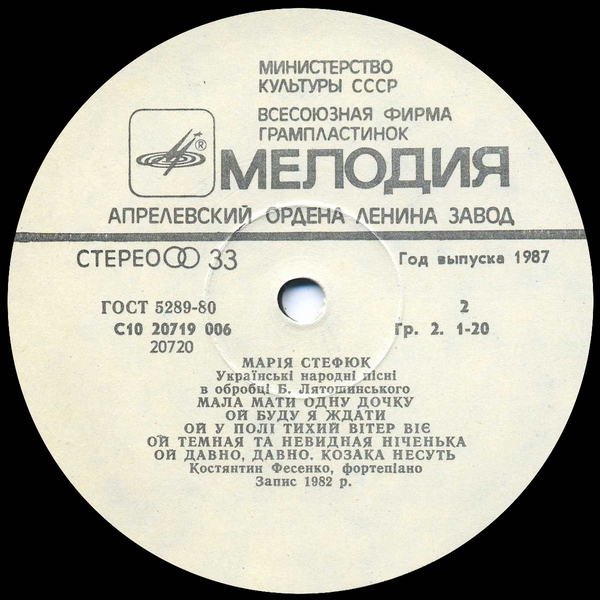 МИНИСТЕРСТВО
КУЛЬТУРЫ СССР
ВСЕСОЮЗНАЯ ФИРМА
ГРАМПЛАСТИНОК
®
МЕЛОДИЯ
АПРЕЛЕВСКИЙ ОРДЕНА ЛЕНИНА ЗАВОД
СТЕРЕО 33
Год выпуска 1987
ГОСТ 5289-80
2
С10 20719 006
Гр. 2. 1-20
20720
МАРІЯ СТЕФЮК
Українські народні пісні
в обробці Б. Лятошинського
МАЛА МАТИ ОДНУ ДОЧКУ
ОЙ БУДУ Я ЖДАТИ
ОЙ У ПОЛІ ТИХИЙ ВІТЕР ВІЄ
ОЙ ТЕМНАЯ ТА НЕВИДНАЯ НІЧЕНЬКА
ОЙ ДАВНО, ДАВНО. КОЗАКА НЕСУТЬ
Костянтин Фесенко, фортепіано
Запис 1982 р.